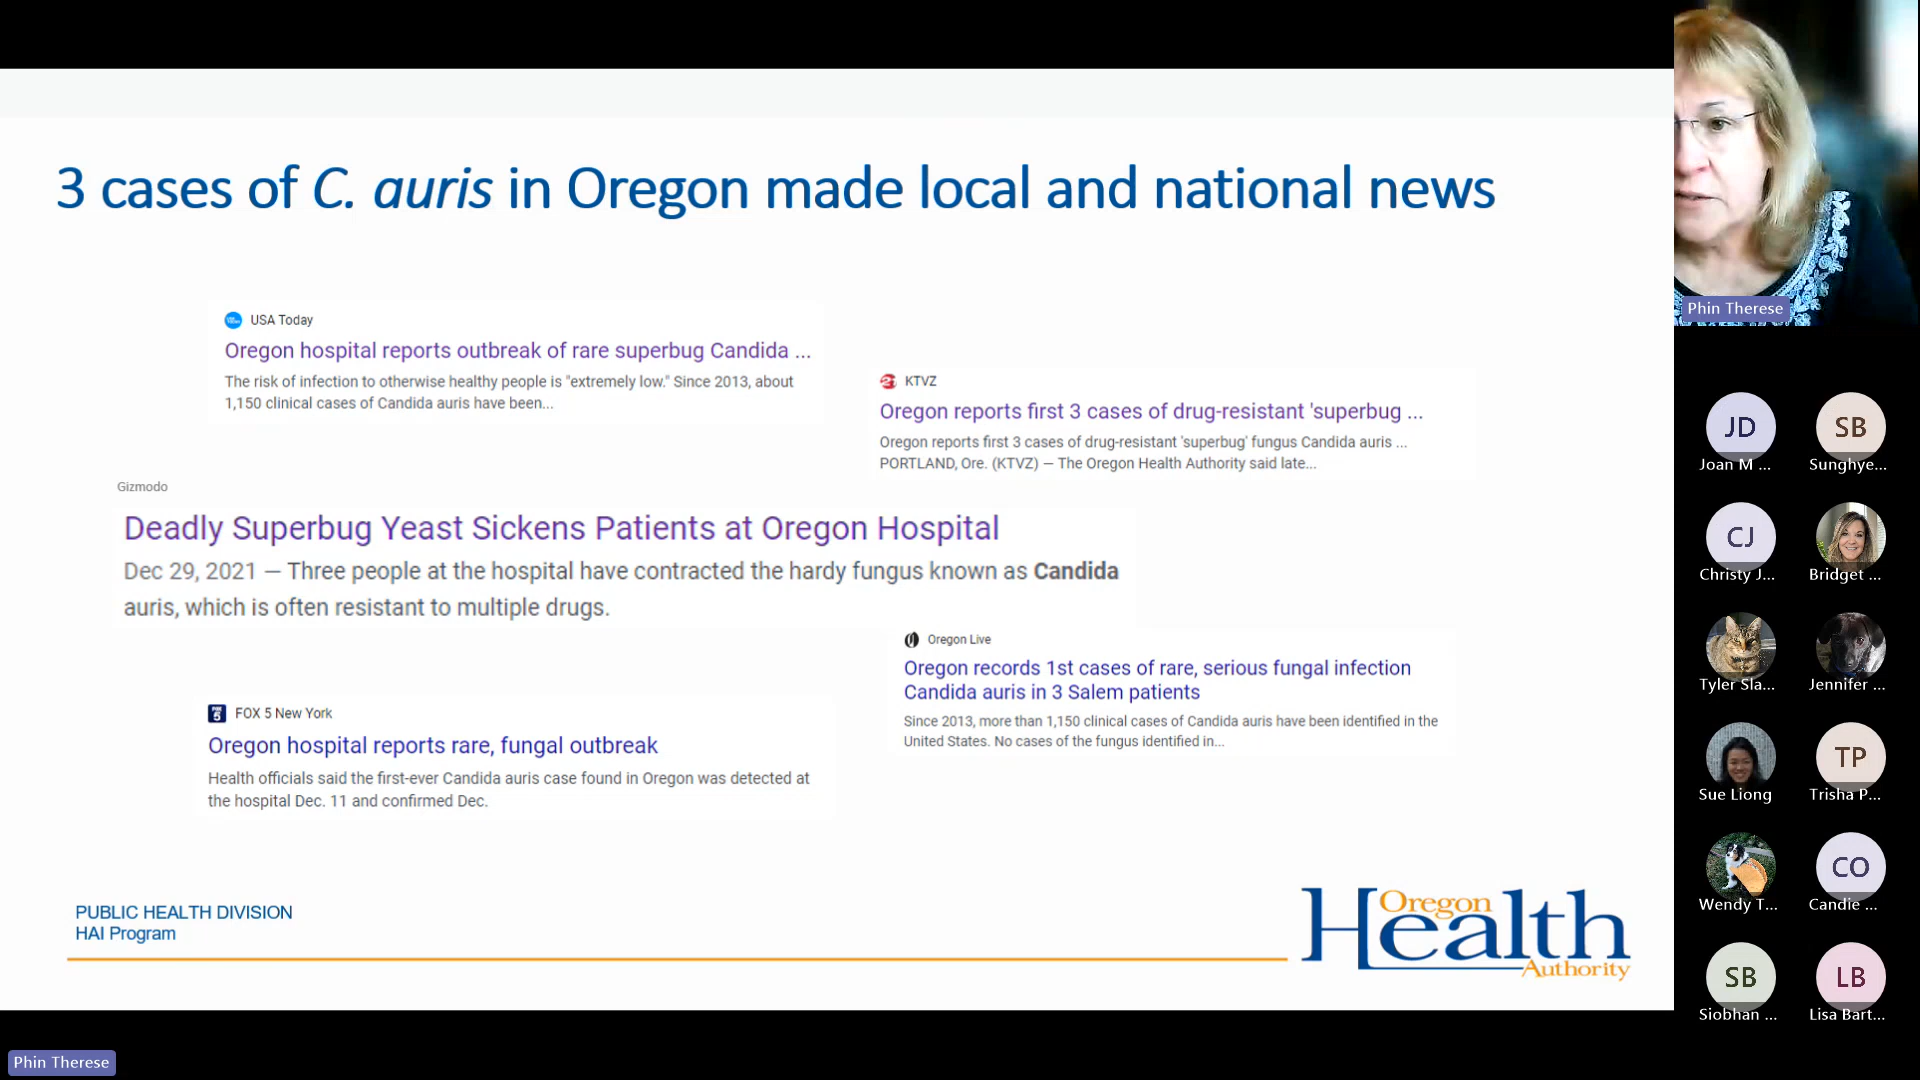 3 cases of C. auris in Oregon made local and national news
USA Today
Oregon hospital reports outbreak of rare superbug Candida ...
The risk of infection to otherwise healthy people is "extremely low." Since 2013, about
1,150 clinical cases of Candida auris have been...
KTVZ
Oregon reports first 3 cases of drug-resistant 'superbug ...
Oregon reports first 3 cases of drug-resistant 'superbug' fungus Candida auris ...
PORTLAND, Ore. (KTVZ) — The Oregon Health Authority said late...
Gizmodo
Deadly Superbug Yeast Sickens Patients at Oregon Hospital
Dec 29, 2021 — Three people at the hospital have contracted the hardy fungus known as Candida
auris, which is often resistant to multiple drugs.
Oregon Live
Oregon records 1st cases of rare, serious fungal infection
Candida auris in 3 Salem patients
Since 2013, more than 1,150 clinical cases of Candida auris have been identified in the
United States. No cases of the fungus identified in...
FOX 5 New York
Oregon hospital reports rare, fungal outbreak
Health officials said the first-ever Candida auris case found in Oregon was detected at
the hospital Dec. 11 and confirmed Dec.
PUBLIC HEALTH DIVISION
HAI Program
Oregon
Health
Authority
Phin Therese
JD
Joan M ...
SB
Sunghye...
CJ
Christy J...
Bridget ...
Tyler Sla...
Jennifer ...
Sue Liong
TP
Trisha P...
Wendy T...
CO
Candie ...
SB
Siobhan ...
LB
Lisa Bart...
Phin Therese